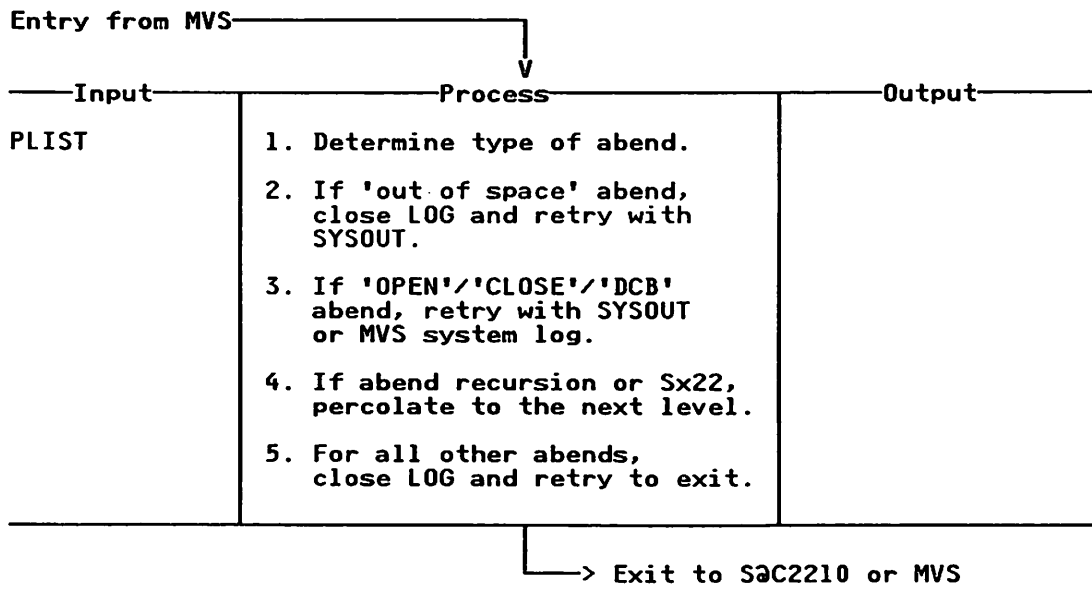 Entry from MVS
Input Process Output
PLIST
1. Determine type of abend.
2. If 'out of space' abend,
close LOG and retry with
SYSOUT.
3. If 'OPEN'/'CLOSE'/'DCB'
abend, retry with SYSOUT
or MVS system log.
4. If abend recursion or Sx22,
percolate to the next level.
5. For all other abends,
close LOG and retry to exit.
> Exit to S∂C2210 or MVS